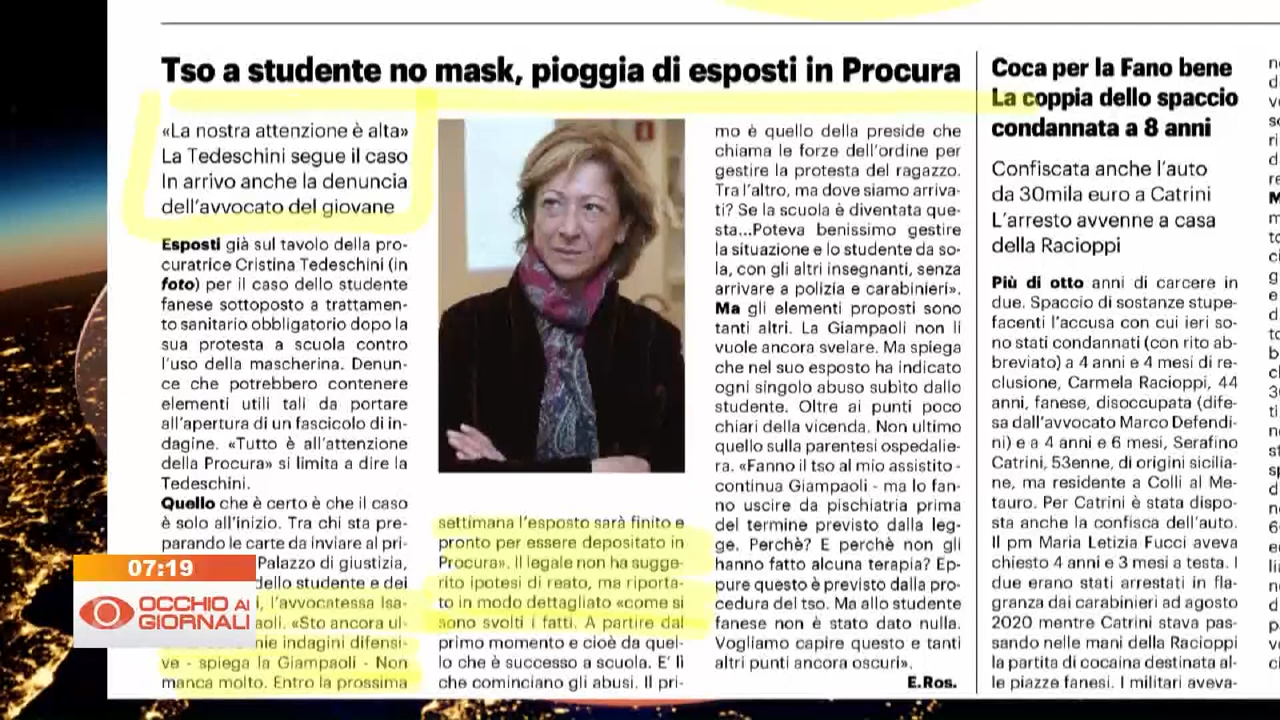 Tso a studente no mask, pioggia di esposti in Procura
«La nostra attenzione è alta»
La Tedeschini segue il caso
In arrivo anche la denuncia
dell'avvocato del giovane
Esposti già sul tavolo della pro-
curatrice Cristina Tedeschini (in
foto) per il caso dello studente
fanese sottoposto a trattamen-
to sanitario obbligatorio dopo la
sua protesta a scuola contro
l'uso della mascherina. Denun-
ce che potrebbero contenere
elementi utili tali da portare
all'apertura di un fascicolo di in-
dagine. «Tutto è all'attenzione
della Procura» si limita a dire la
Tedeschini.
Quello che è certo è che il caso
è solo all'inizio. Tra chi sta pre-
parando le carte da inviare al pri-
Palazzo di giustizia,
dello studente e dei
i, l'avvocatessa Isa-
aoli. «Sto ancora ul-
mie indagini difensi-
ve - spiega la Giampaoli - Non
manca molto. Entro la prossima
settimana l'esposto sarà finito e
pronto per essere depositato in
Procura». Il legale non ha sugge-
rito ipotesi di reato, ma riporta-
to in modo dettagliato «come si
sono svolti i fatti. A partire dal
primo momento e cioè da quel-
lo che è successo a scuola. E' lì
che cominciano gli abusi. Il pri-
mo è quello della preside che
chiama le forze dell'ordine per
gestire la protesta del ragazzo.
Tra l'altro, ma dove siamo arriva-
ti? Se la scuola è diventata que-
sta...Poteva benissimo gestire
la situazione e lo studente da so-
la, con gli altri insegnanti, senza
arrivare a polizia e carabinieri».
Ma gli elementi proposti sono
tanti altri. La Giampaoli non li
vuole ancora svelare. Ma spiega
che nel suo esposto ha indicato
ogni singolo abuso subìto dallo
studente. Oltre ai punti poco
chiari della vicenda. Non ultimo
quello sulla parentesi ospedalie-
ra. «Fanno il tso al mio assistito -
continua Giampaoli - ma lo fan-
no uscire da pischiatria prima
del termine previsto dalla leg-
ge. Perchè? E perchè non gli
hanno fatto alcuna terapia? Ep-
pure questo è previsto dalla pro-
cedura del tso. Ma allo studente
fanese non è stato dato nulla.
Vogliamo capire questo e tanti
altri punti ancora oscuri».
E.Ros.
Coca per la Fano bene
La coppia dello spaccio
condannata a 8 anni
Confiscata anche l'auto
da 30mila euro a Catrini
L'arresto avvenne a casa
della Racioppi
Più di otto anni di carcere in
due. Spaccio di sostanze stupe-
facenti l'accusa con cui ieri so-
no stati condannati (con rito ab-
breviato) a 4 anni e 4 mesi di re-
clusione, Carmela Racioppi, 44
anni, fanese, disoccupata (dife-
sa dall'avvocato Marco Defendi-
ni) e a 4 anni e 6 mesi, Serafino
Catrini, 53enne, di origini sicilia-
ne, ma residente a Colli al Me-
tauro. Per Catrini è stata dispo-
sta anche la confisca dell'auto.
Il pm Maria Letizia Fucci aveva
chiesto 4 anni e 3 mesi a testa. I
due erano stati arrestati in fla-
granza dai carabinieri ad agosto
2020 mentre Catrini stava pas-
sando nelle mani della Racioppi
la partita di cocaina destinata al-
le piazze fanesi. I militari aveva-
07:19
OCCHIO AI
GIORNALI